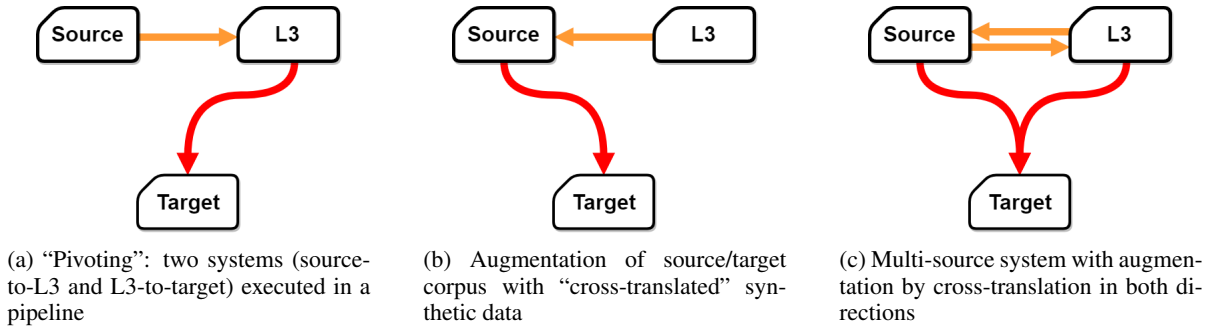 Source
L3
Target
(a) “Pivoting”: two systems (source-
to-L3 and L3-to-target) executed in a
pipeline
Source
L3
Target
(b) Augmentation of source/target
corpus with “cross-translated” syn-
thetic data
Source
L3
Target
(c) Multi-source system with augmen-
tation by cross-translation in both di-
rections